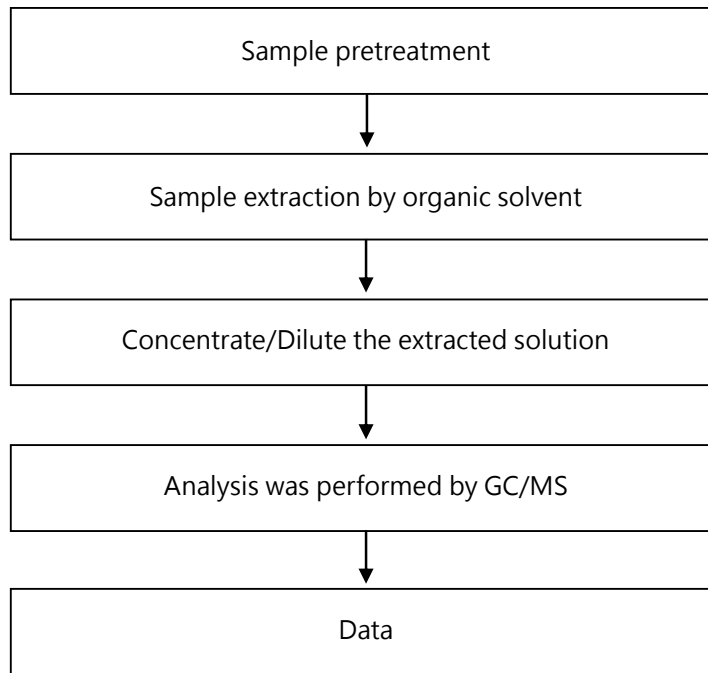 Sample pretreatment
Sample extraction by organic solvent
Concentrate/Dilute the extracted solution
Analysis was performed by GC/MS
Data